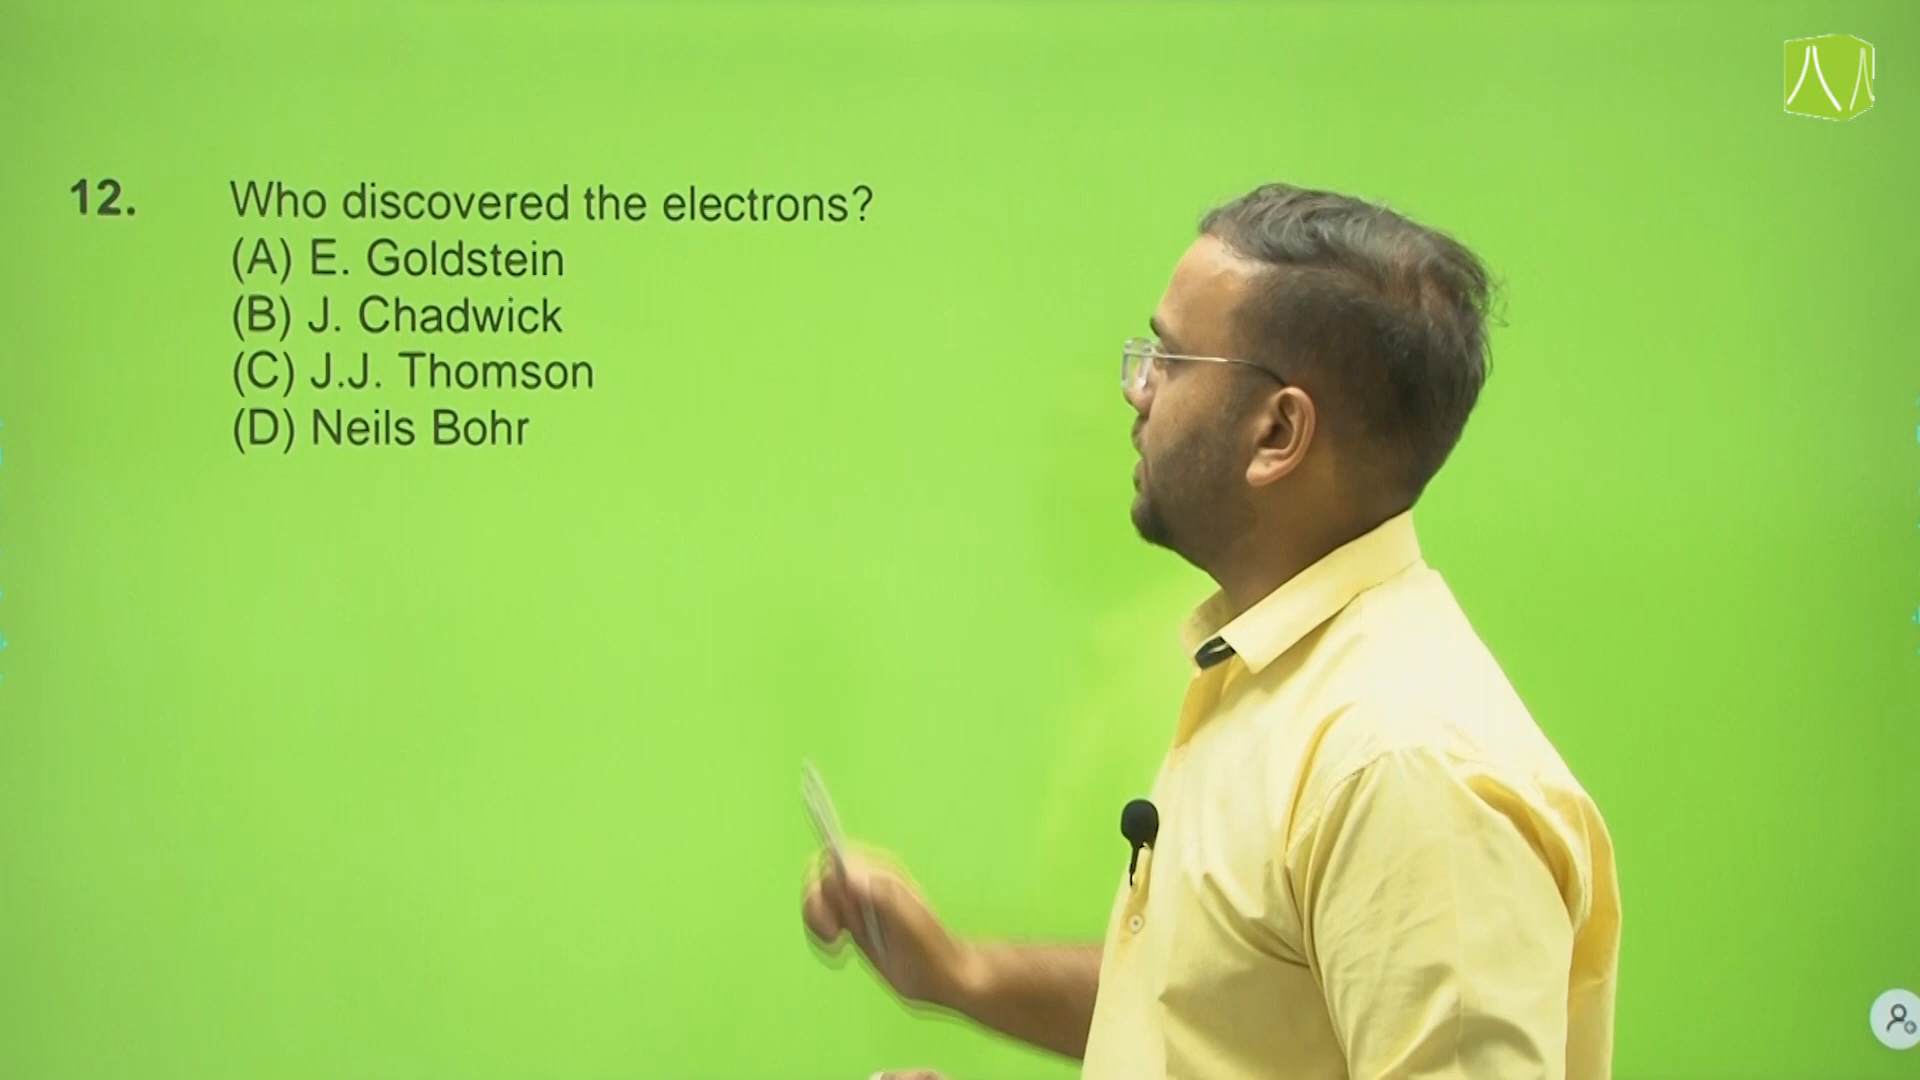 12. Who discovered the electrons?
(A) E. Goldstein
(B) J. Chadwick
(C) J.J. Thomson
(D) Neils Bohr